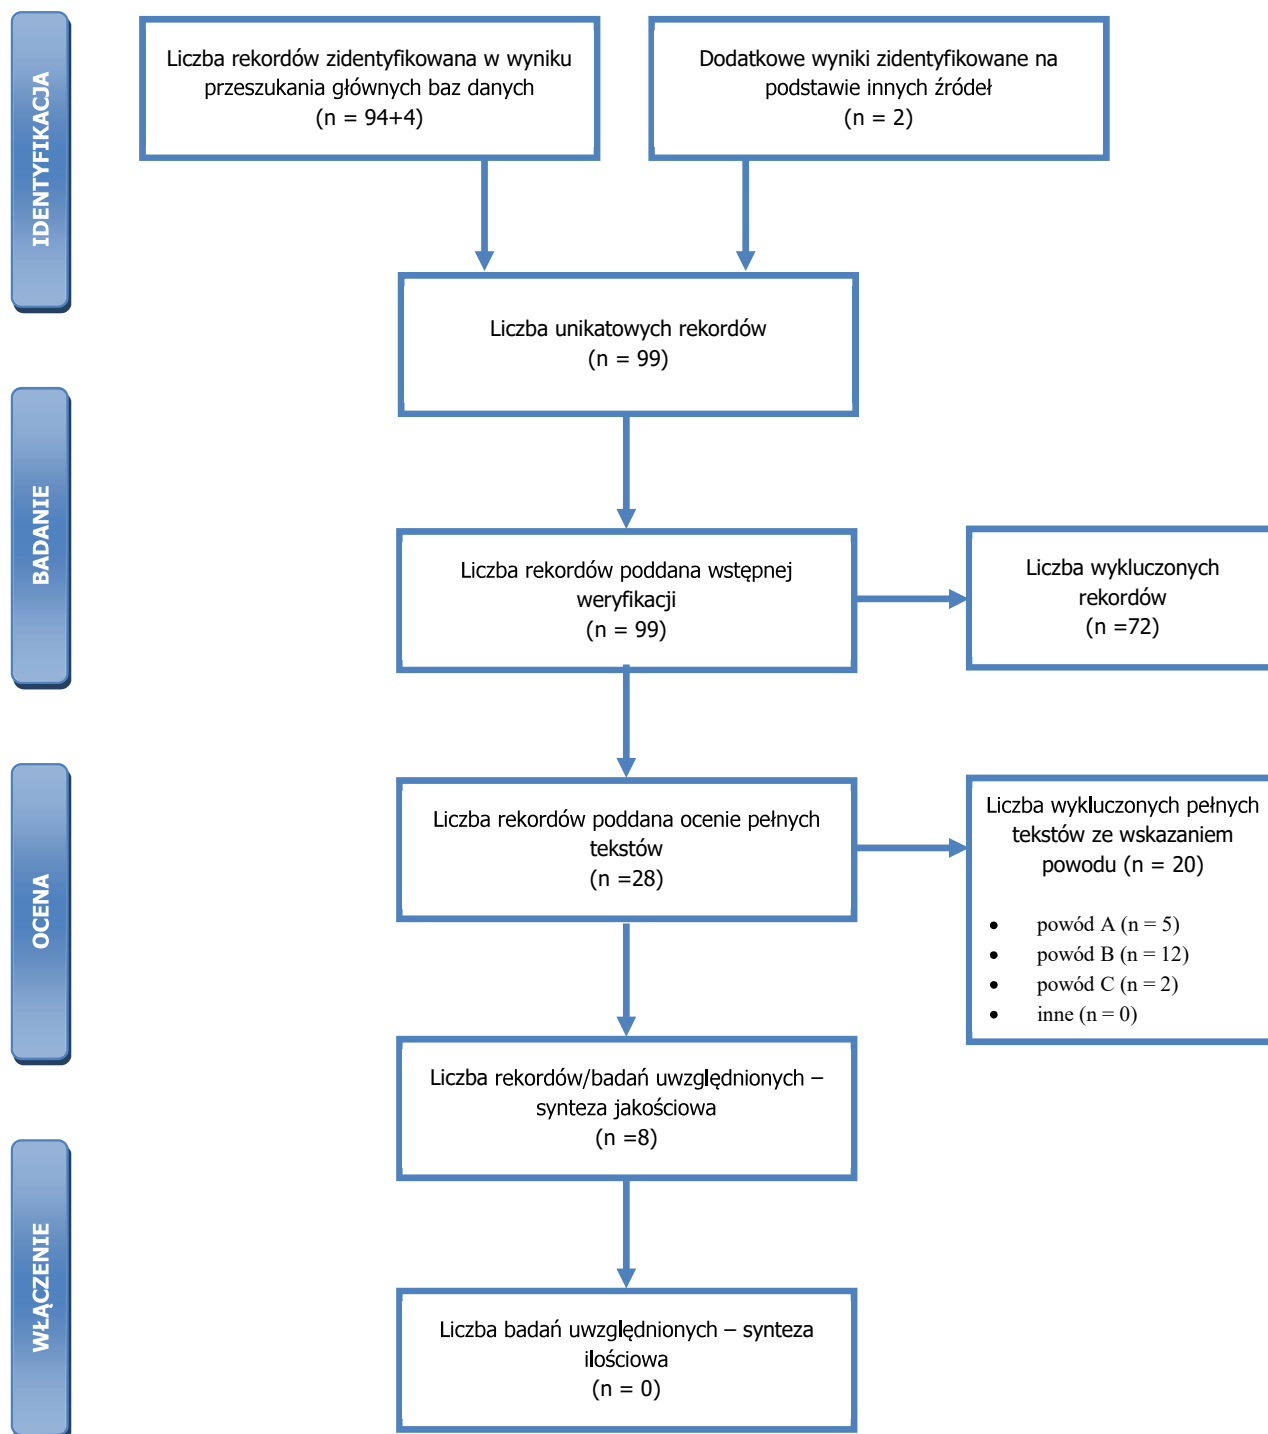 IDENTYFIKACJA
Liczba rekordów zidentyfikowana w wyniku
przeszukania głównych baz danych
(n = 94+4)
Dodatkowe wyniki zidentyfikowane na
podstawie innych źródeł
(n = 2)
Liczba unikatowych rekordów
(n = 99)
BADANIE
Liczba rekordów poddana wstępnej
weryfikacji
(n = 99)
Liczba wykluczonych
rekordów
(n =72)
OCENA
Liczba rekordów poddana ocenie pełnych
tekstów
(n =28)
Liczba wykluczonych pełnych
tekstów ze wskazaniem
powodu (n = 20)
• powód A (n = 5)
• powód B (n = 12)
• powód C (n = 2)
• inne (n = 0)
WŁĄCZENIE
Liczba rekordów/badań uwzględnionych –
synteza jakościowa
(n =8)
Liczba badań uwzględnionych – synteza
ilościowa
(n = 0)